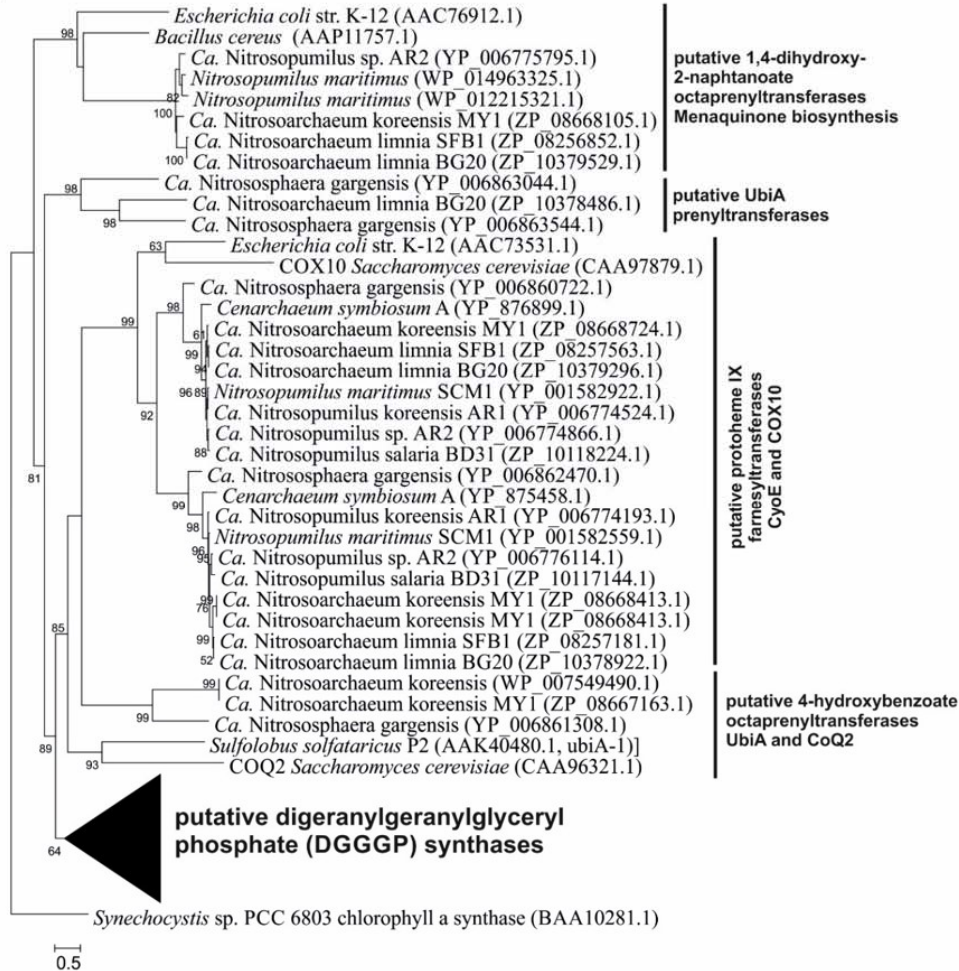 Escherichia coli str. K-12 (AAC76912.1)
98
Bacillus cereus (AAP11757.1)
Ca. Nitrosopumilus sp. AR2 (YP_006775795.1)
Nitrosopumilus maritimus (WP_014963325.1)
82
Nitrosopumilus maritimus (WP_012215321.1)
100
Ca. Nitrosoarchaeum koreensis MY1 (ZP_08668105.1)
Ca. Nitrosoarchaeum limnia SFB1 (ZP_08256852.1)
100
Ca. Nitrosoarchaeum limnia BG20 (ZP_10379529.1)
putative 1,4-dihydroxy-
2-naphtanoate
octaprenyltransferases
Menaquinone biosynthesis
Ca. Nitrososphaera gargensis (YP_006863044.1)
98
Ca. Nitrosoarchaeum limnia BG20 (ZP_10378486.1)
98
Ca. Nitrososphaera gargensis (YP_006863544.1)
putative UbiA
prenyltransferases
63
Escherichia coli str. K-12 (AAC73531.1)
COX10 Saccharomyces cerevisiae (CAA97879.1)
Ca. Nitrososphaera gargensis (YP_006860722.1)
98
Cenarchaeum symbiosum A (YP_876899.1)
99
61
Ca. Nitrosoarchaeum koreensis MY1 (ZP_08668724.1)
99
Ca. Nitrosoarchaeum limnia SFB1 (ZP_08257563.1)
94
Ca. Nitrosoarchaeum limnia BG20 (ZP_10379296.1)
96 89
Nitrosopumilus maritimus SCM1 (YP_001582922.1)
92
Ca. Nitrosopumilus koreensis AR1 (YP_006774524.1)
Ca. Nitrosopumilus sp. AR2 (YP_006774866.1)
88
Ca. Nitrosopumilus salaria BD31 (ZP_10118224.1)
81
Ca. Nitrososphaera gargensis (YP_006862470.1)
99
Cenarchaeum symbiosum A (YP_875458.1)
98
Ca. Nitrosopumilus koreensis AR1 (YP_006774193.1)
96
Nitrosopumilus maritimus SCM1 (YP_001582559.1)
95
Ca. Nitrosopumilus sp. AR2 (YP_006776114.1)
Ca. Nitrosopumilus salaria BD31 (ZP_10117144.1)
99
76
Ca. Nitrosoarchaeum koreensis MY1 (ZP_08668413.1)
Ca. Nitrosoarchaeum koreensis MY1 (ZP_08668413.1)
85
99
Ca. Nitrosoarchaeum limnia SFB1 (ZP_08257181.1)
52
Ca. Nitrosoarchaeum limnia BG20 (ZP_10378922.1)
putative protoheme IX
farnesyltransferases
CyoE and COX10
99
Ca. Nitrosoarchaeum koreensis (WP_007549490.1)
Ca. Nitrosoarchaeum koreensis MY1 (ZP_08667163.1)
99
Ca. Nitrososphaera gargensis (YP_006861308.1)
89
Sulfolobus solfataricus P2 (AAK40480.1, ubiA-1)]
93
COQ2 Saccharomyces cerevisiae (CAA96321.1)
putative 4-hydroxybenzoate
octaprenyltransferases
UbiA and CoQ2
putative digeranylgeranylglyceryl
phosphate (DGGGP) synthases
64
Synechocystis sp. PCC 6803 chlorophyll a synthase (BAA10281.1)
0.5